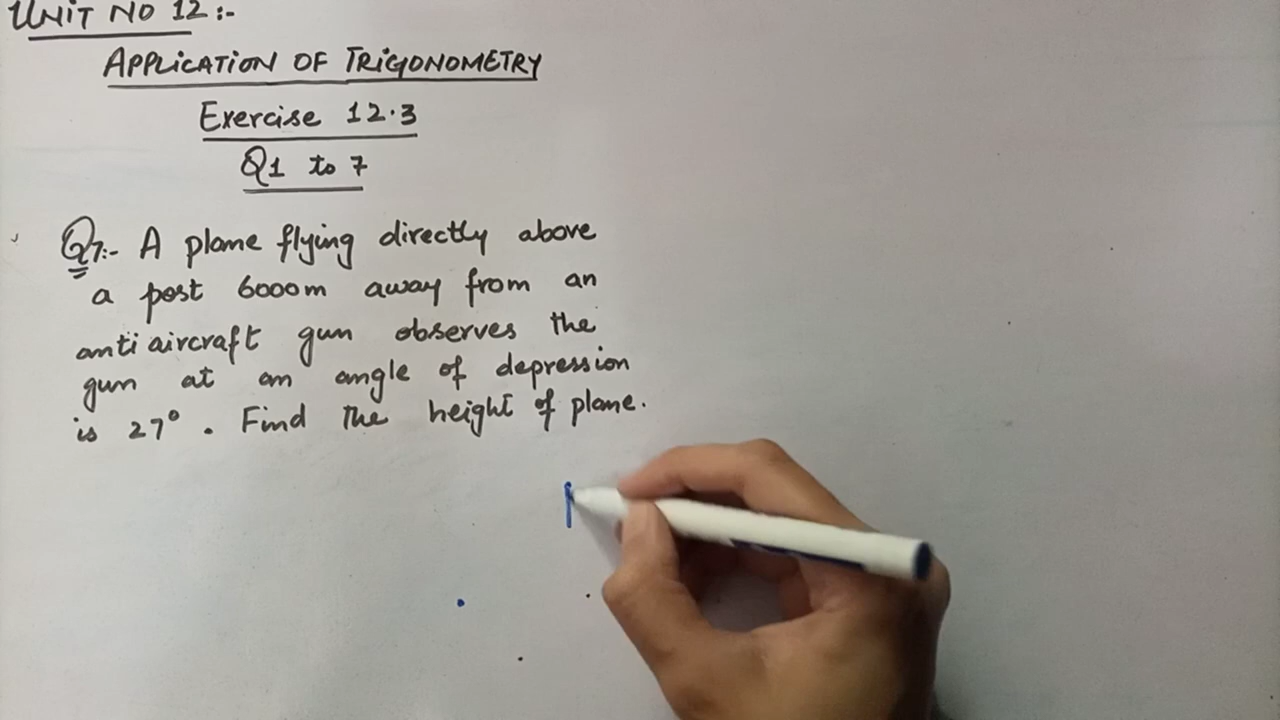 UNIT NO 12:-
APPLICATION OF TRIGONOMETRY
Exercise 12.3
Q1 to 7
Q7:- A plane flying directly above
a post 6000m away from an
anti aircraft gun observes the
gun at an angle of depression
is 27°. Find the height of plane.